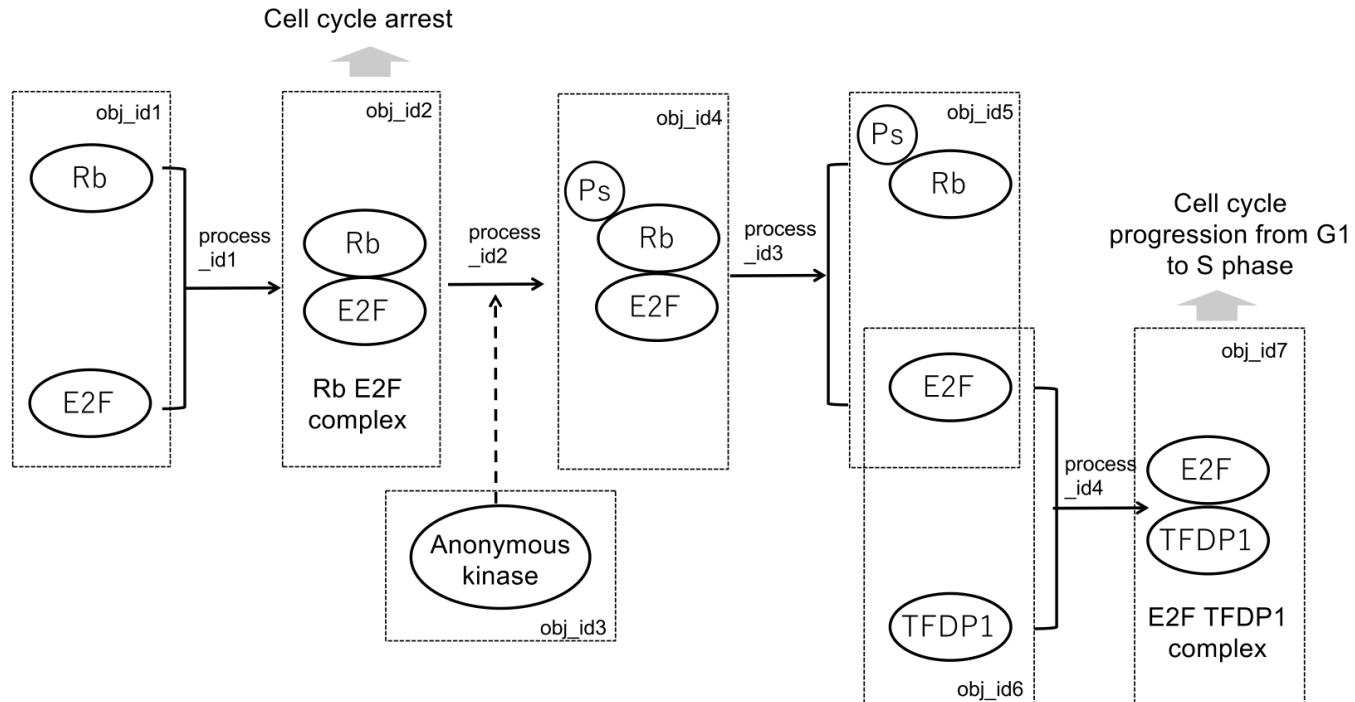 Cell cycle arrest
obj_id1
Rb
E2F
process
_id1
obj_id2
Rb
E2F
Rb E2F
complex
process
_id2
Anonymous
kinase
obj_id3
obj_id4
Ps
Rb
E2F
process
_id3
obj_id5
Ps
Rb
E2F
TFDP1
obj_id6
process
_id4
Cell cycle
progression from G1
to S phase
obj_id7
E2F
TFDP1
E2F TFDP1
complex